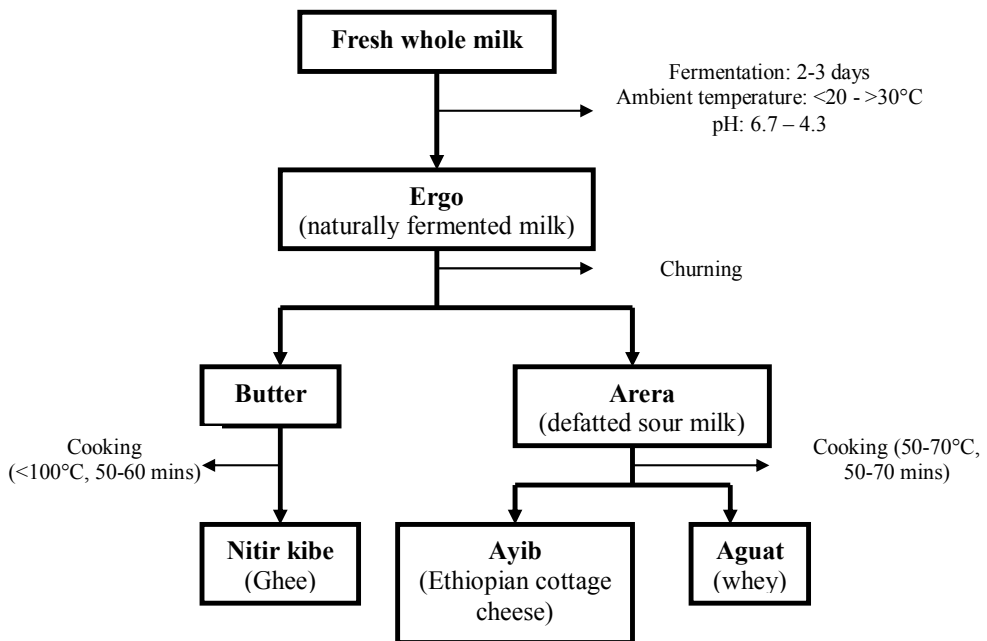 Fresh whole milk
Fermentation: 2-3 days
Ambient temperature: <20 - >30°C
pH: 6.7 – 4.3
Ergo
(naturally fermented milk)
Churning
Butter
Arera
(defatted sour milk)
Cooking
(<100°C, 50-60 mins)
Cooking (50-70°C,
50-70 mins)
Nitir kibe
(Ghee)
Ayib
(Ethiopian cottage
cheese)
Aguat
(whey)